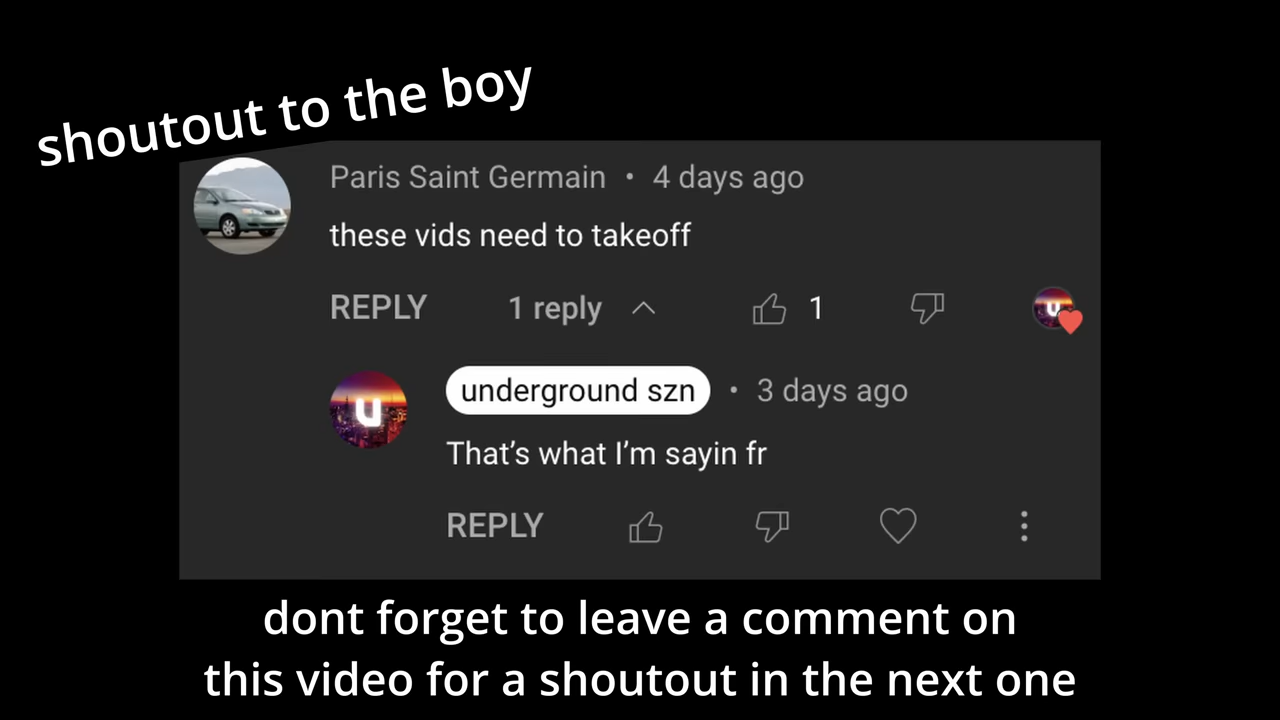 shoutout to the boy
Paris Saint Germain • 4 days ago
these vids need to takeoff
REPLY 1 reply 1 u
u underground szn • 3 days ago
That’s what I’m sayin fr
REPLY
dont forget to leave a comment on
this video for a shoutout in the next one